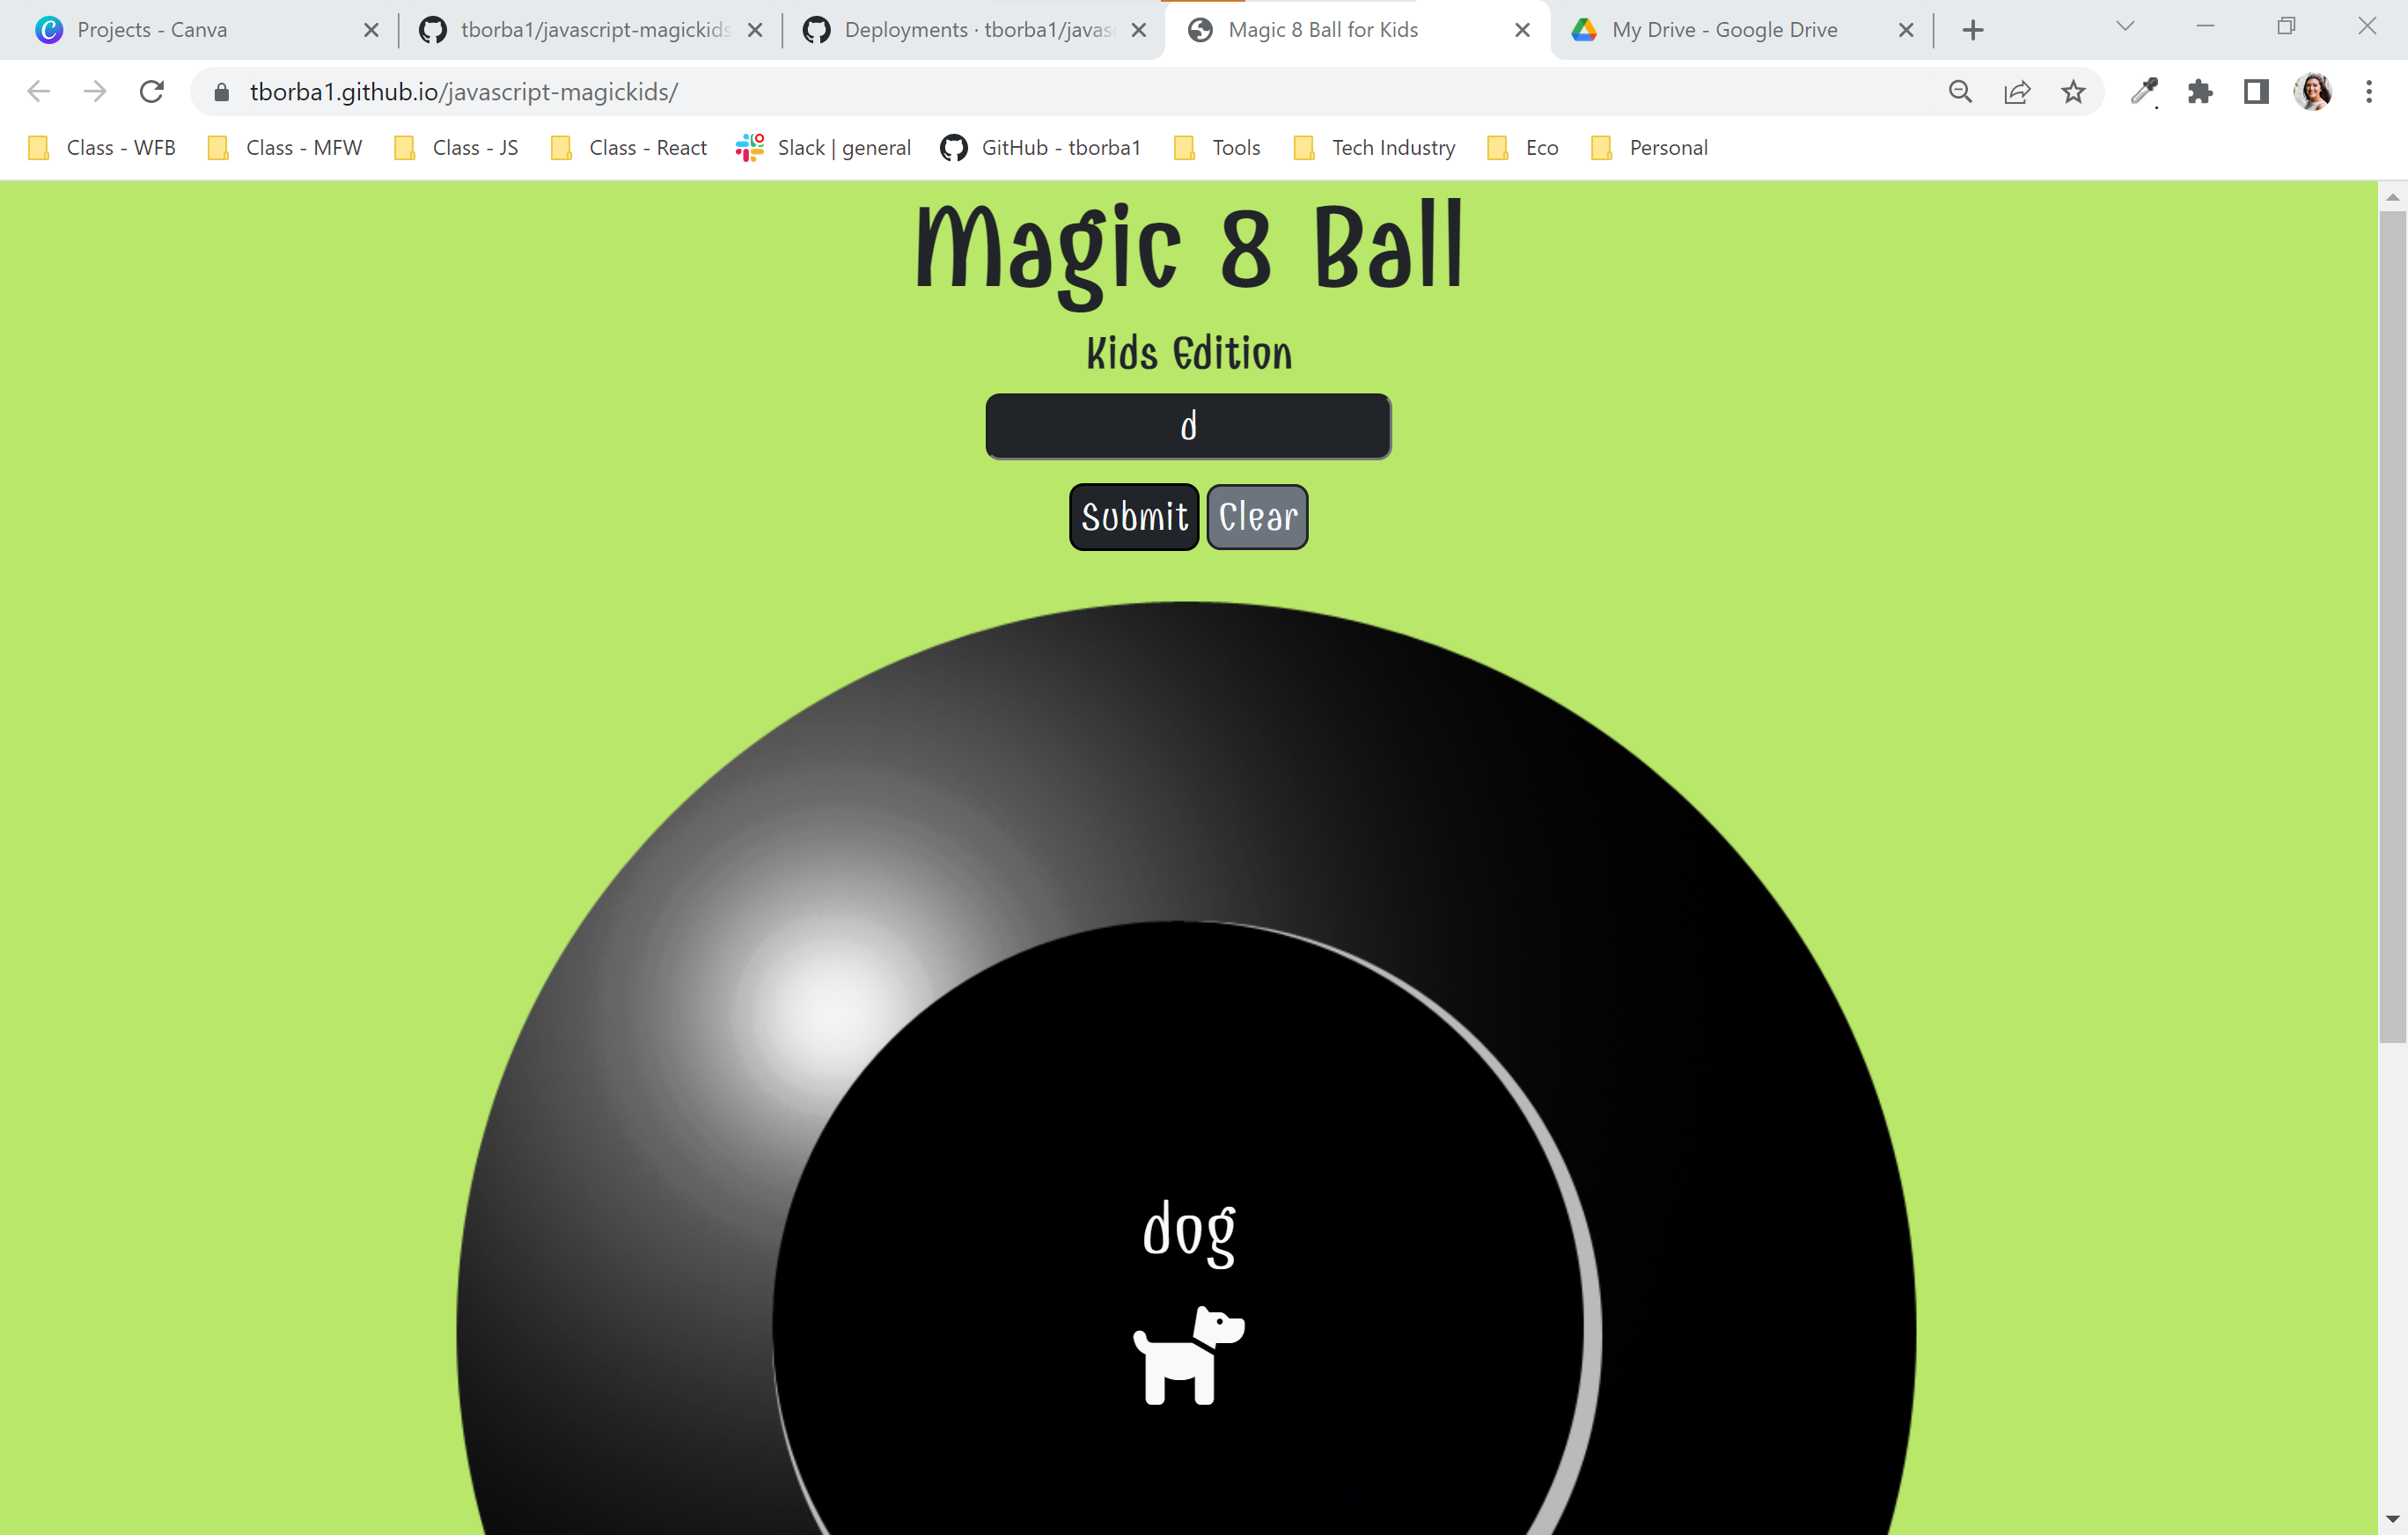 Projects - Canva
tborba1/javascript-magickids
Deployments · tborba1/javas
Magic 8 Ball for Kids
My Drive - Google Drive
tborba1.github.io/javascript-magickids/
Class - WFB
Class - MFW
Class - JS
Class - React
Slack | general
GitHub - tborba1
Tools
Tech Industry
Eco
Personal
Magic 8 Ball
Kids Edition
d
Submit
Clear
dog